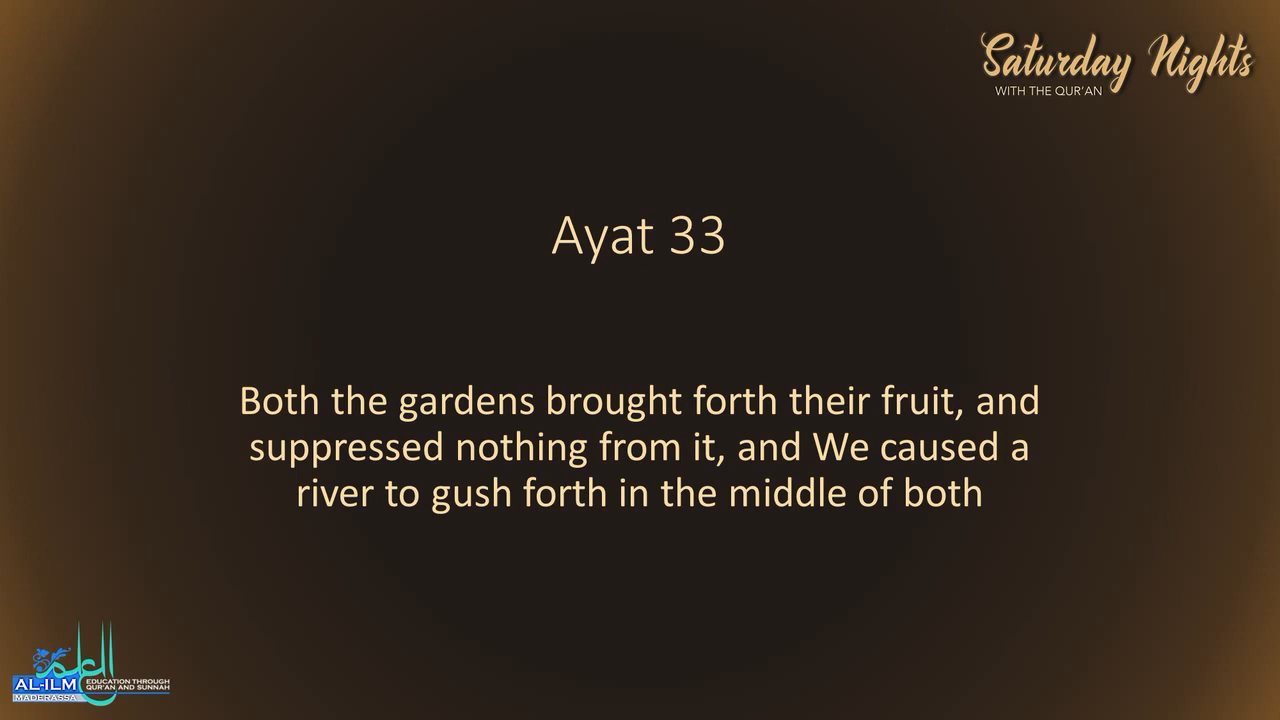 Saturday Nights
WITH THE QUR'AN
Ayat 33
Both the gardens brought forth their fruit, and
suppressed nothing from it, and We caused a
river to gush forth in the middle of both
العلم
AL-ILM
MADERASSA
EDUCATION THROUGH
QUR'AN AND SUNNAH